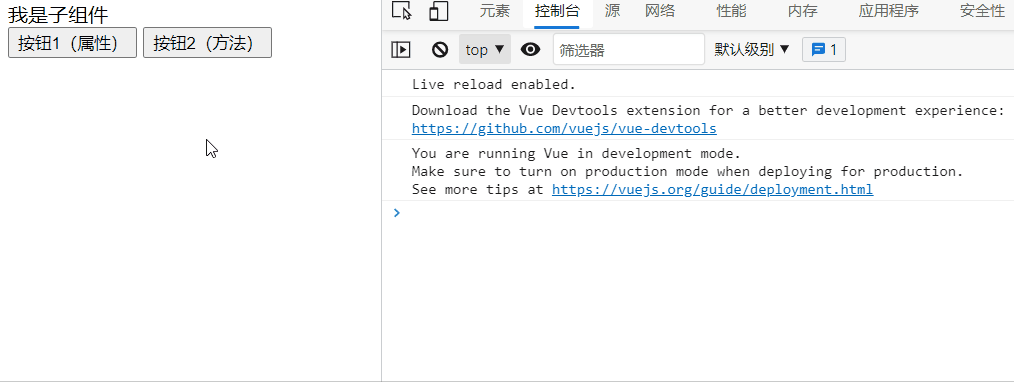 我是子组件
按钮1（属性） 按钮2（方法）
元素 控制台 源 网络 性能 内存 应用程序 安全性
top ▼ 筛选器 默认级别 ▼ 1
Live reload enabled.
Download the Vue Devtools extension for a better development experience:
https://github.com/vuejs/vue-devtools
You are running Vue in development mode.
Make sure to turn on production mode when deploying for production.
See more tips at https://vuejs.org/guide/deployment.html